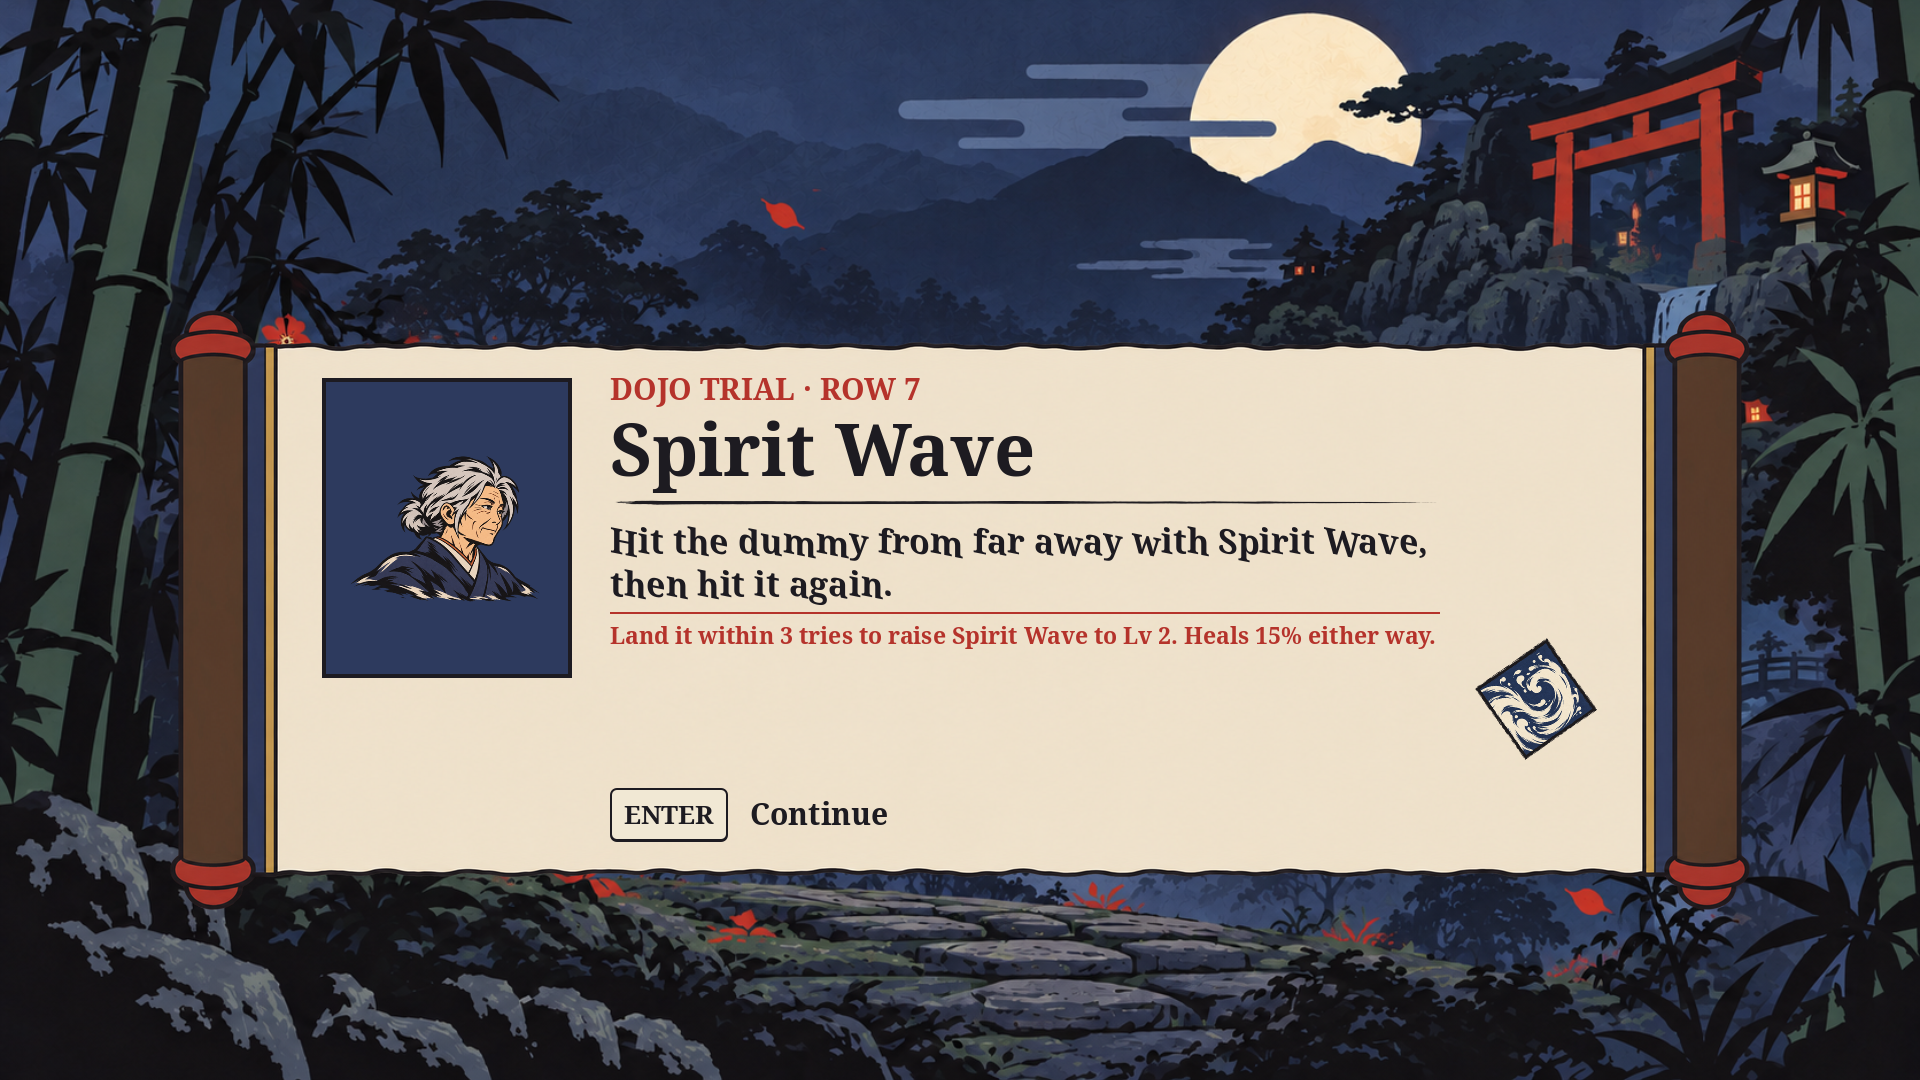 DOJO TRIAL · ROW 7
Spirit Wave
Hit the dummy from far away with Spirit Wave,
then hit it again.
Land it within 3 tries to raise Spirit Wave to Lv 2. Heals 15% either way.
ENTER Continue